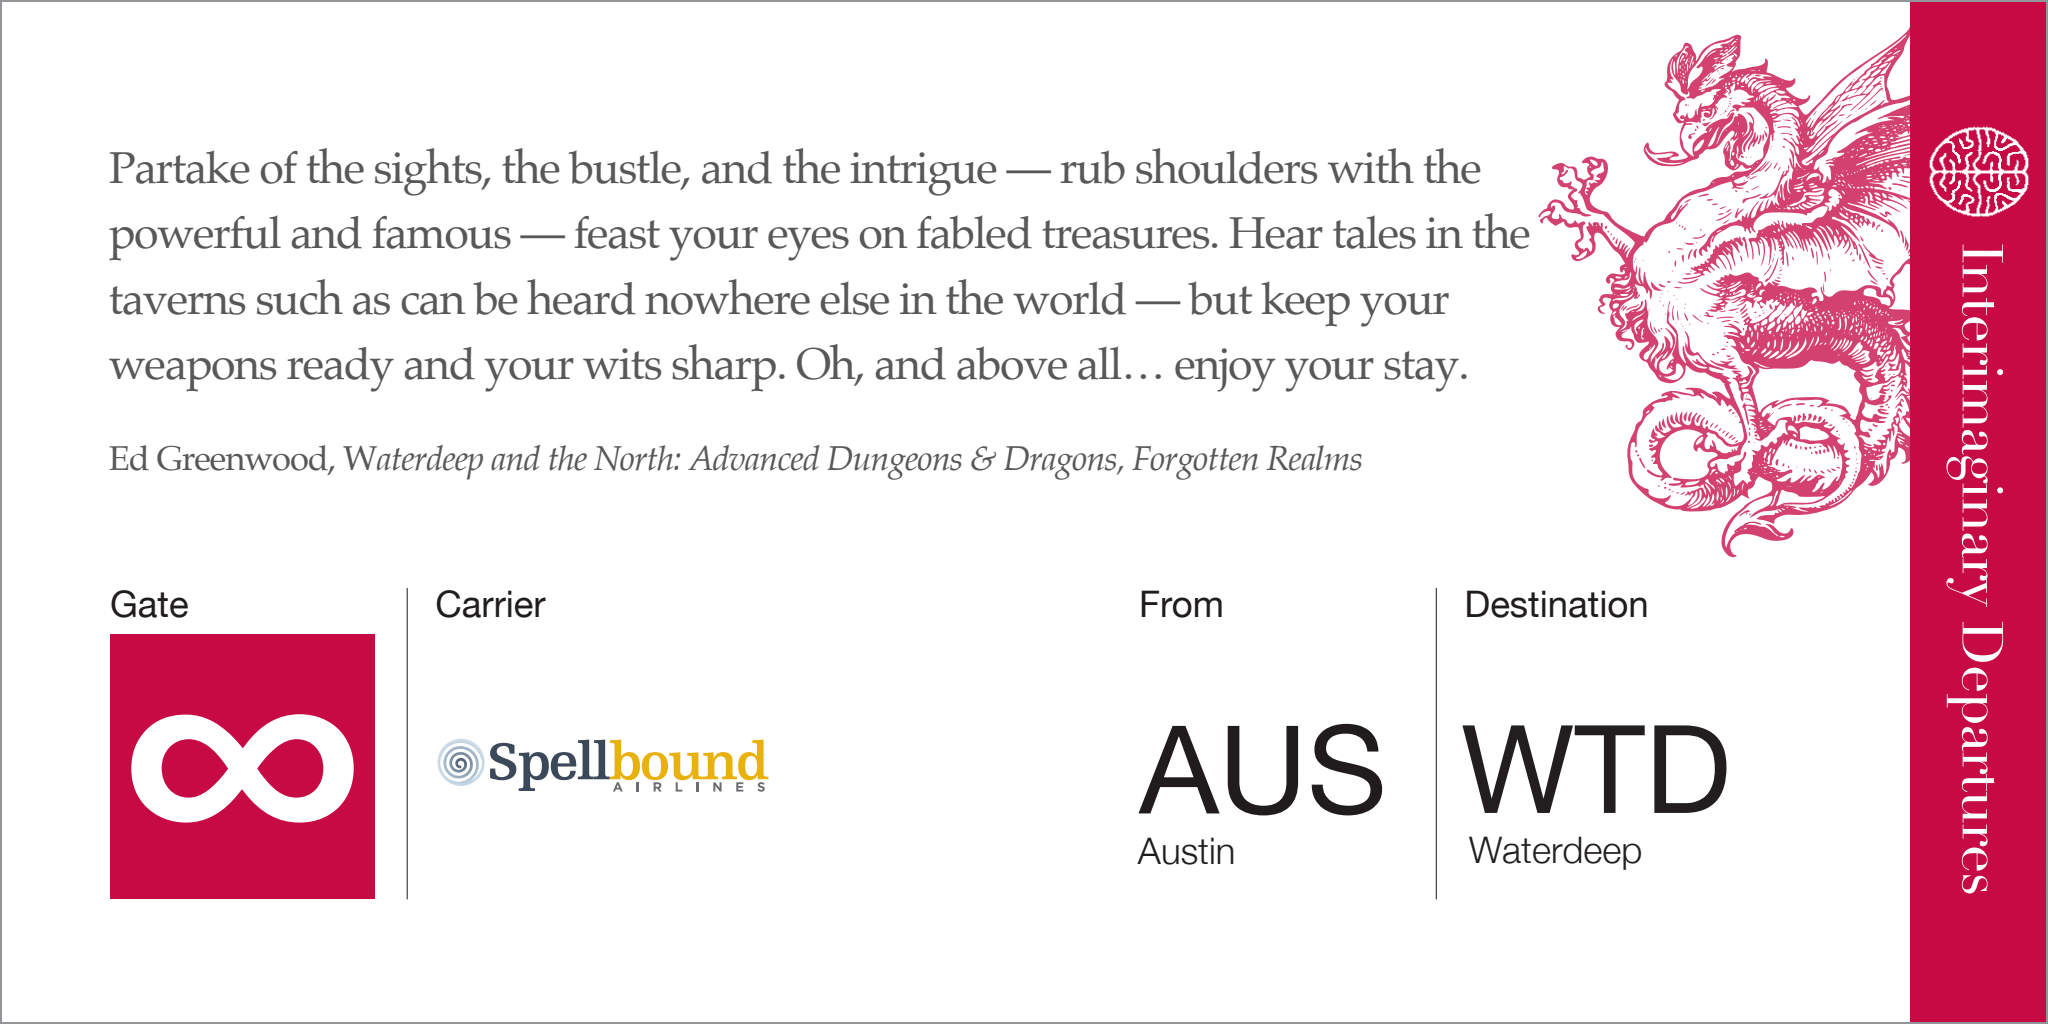 Partake of the sights, the bustle, and the intrigue — rub shoulders with the
powerful and famous — feast your eyes on fabled treasures. Hear tales in the
taverns such as can be heard nowhere else in the world — but keep your
weapons ready and your wits sharp. Oh, and above all… enjoy your stay.
Ed Greenwood, Waterdeep and the North: Advanced Dungeons & Dragons, Forgotten Realms
Gate
∞
Carrier
Spellbound
AIRLINES
From
AUS
Austin
Destination
WTD
Waterdeep
Interimaginary Departures